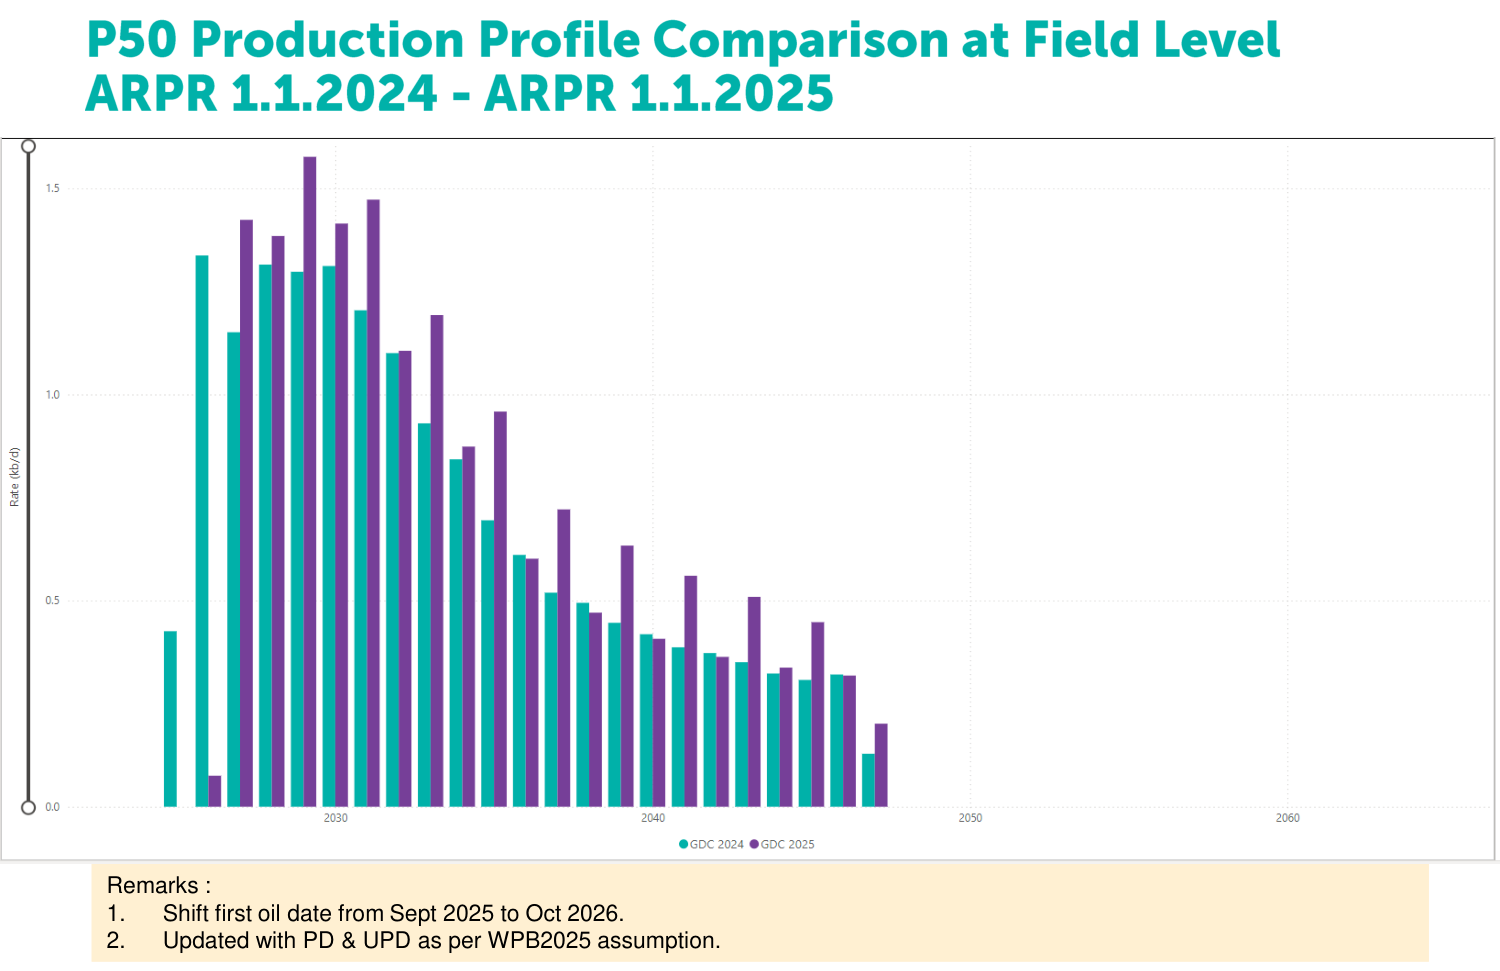 P50 Production Profile Comparison at Field Level
ARPR 1.1.2024 - ARPR 1.1.2025
1.5
1.0
0.5
0.0
Rate (kb/d)
2030 2040 2050 2060
GDC 2024 GDC 2025
Remarks :
1. Shift first oil date from Sept 2025 to Oct 2026.
2. Updated with PD & UPD as per WPB2025 assumption.